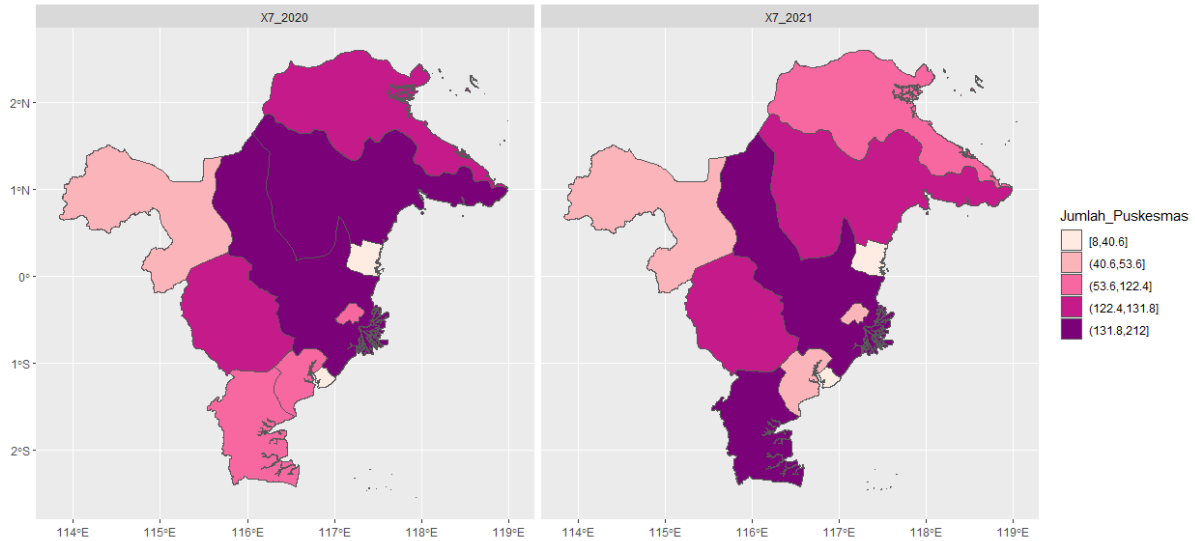 X7_2020
X7_2021
2°N
1°N
0°
1°S
2°S
114°E 115°E 116°E 117°E 118°E 119°E
114°E 115°E 116°E 117°E 118°E 119°E
Jumlah_Puskesmas
[8,40.6]
(40.6,53.6]
(53.6,122.4]
(122.4,131.8]
(131.8,212]